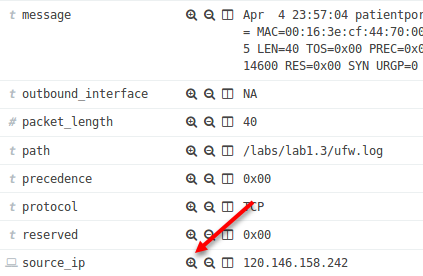 t message Apr 4 23:57:04 patientpor
= MAC=00:16:3e:cf:44:70:00
5 LEN=40 TOS=0x00 PREC=0x0
14600 RES=0x00 SYN URGP=0
t outbound_interface NA
# packet_length 40
t path /labs/lab1.3/ufw.log
t precedence 0x00
t protocol TCP
t reserved 0x00
source_ip 120.146.158.242